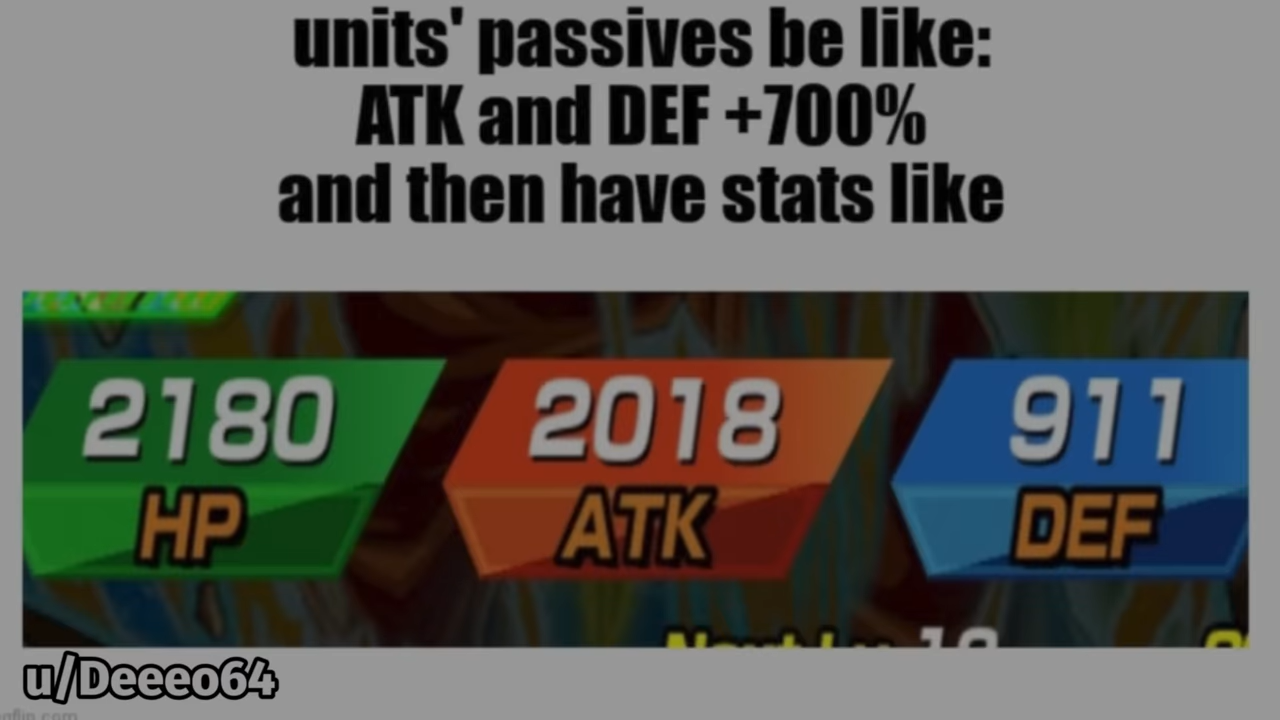 units' passives be like:
ATK and DEF +700%
and then have stats like
2180
HP
2018
ATK
911
DEF
u/Deeeo64